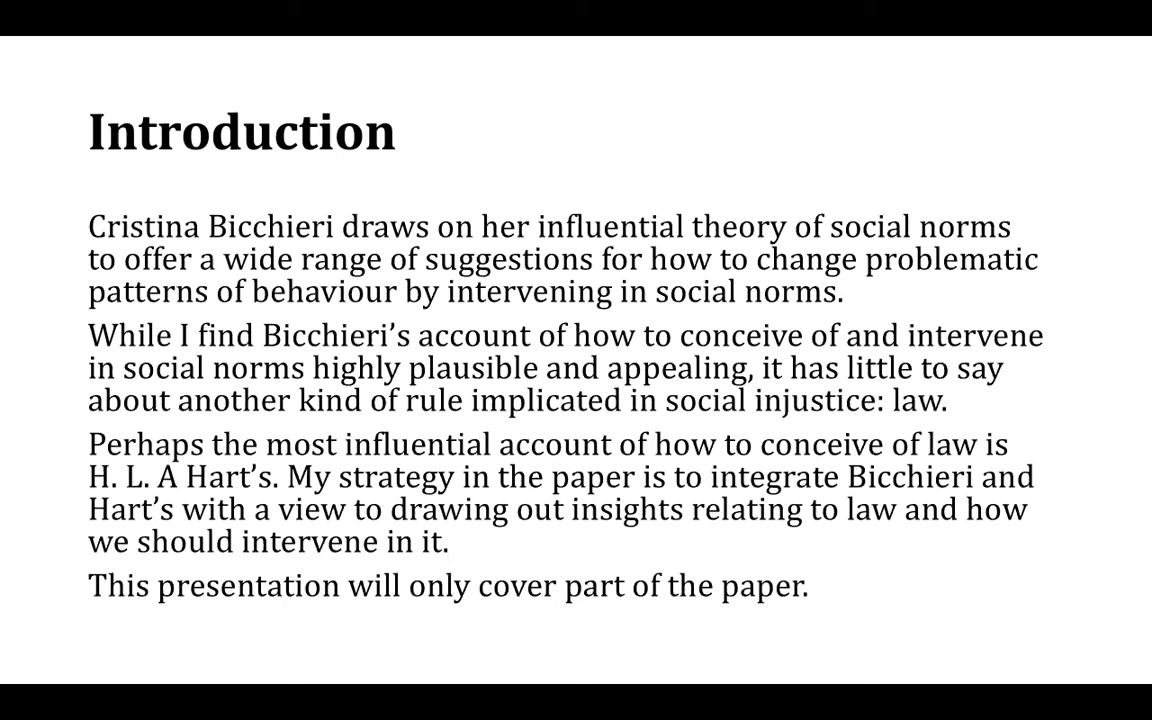 Introduction
Cristina Bicchieri draws on her influential theory of social norms
to offer a wide range of suggestions for how to change problematic
patterns of behaviour by intervening in social norms.
While I find Bicchieri’s account of how to conceive of and intervene
in social norms highly plausible and appealing, it has little to say
about another kind of rule implicated in social injustice: law.
Perhaps the most influential account of how to conceive of law is
H. L. A Hart’s. My strategy in the paper is to integrate Bicchieri and
Hart’s with a view to drawing out insights relating to law and how
we should intervene in it.
This presentation will only cover part of the paper.